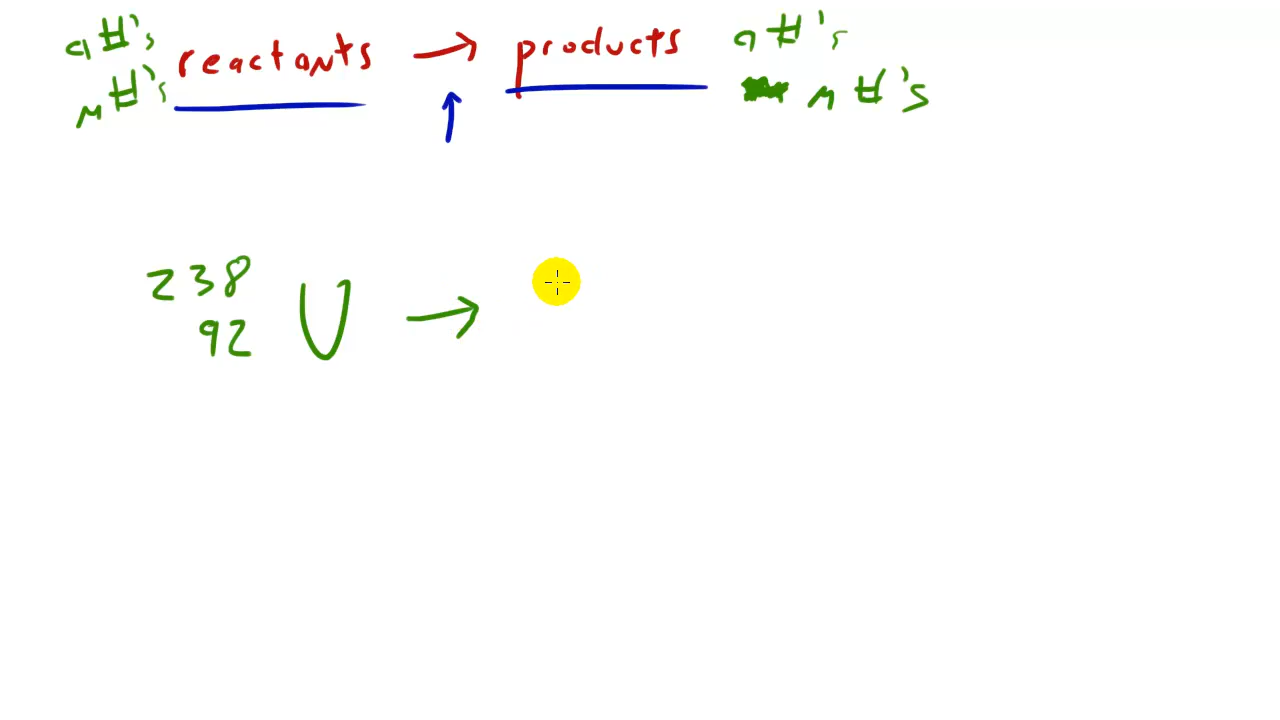 a#'s reactants → products a#'s
m#'s m#'s
238
92 U →